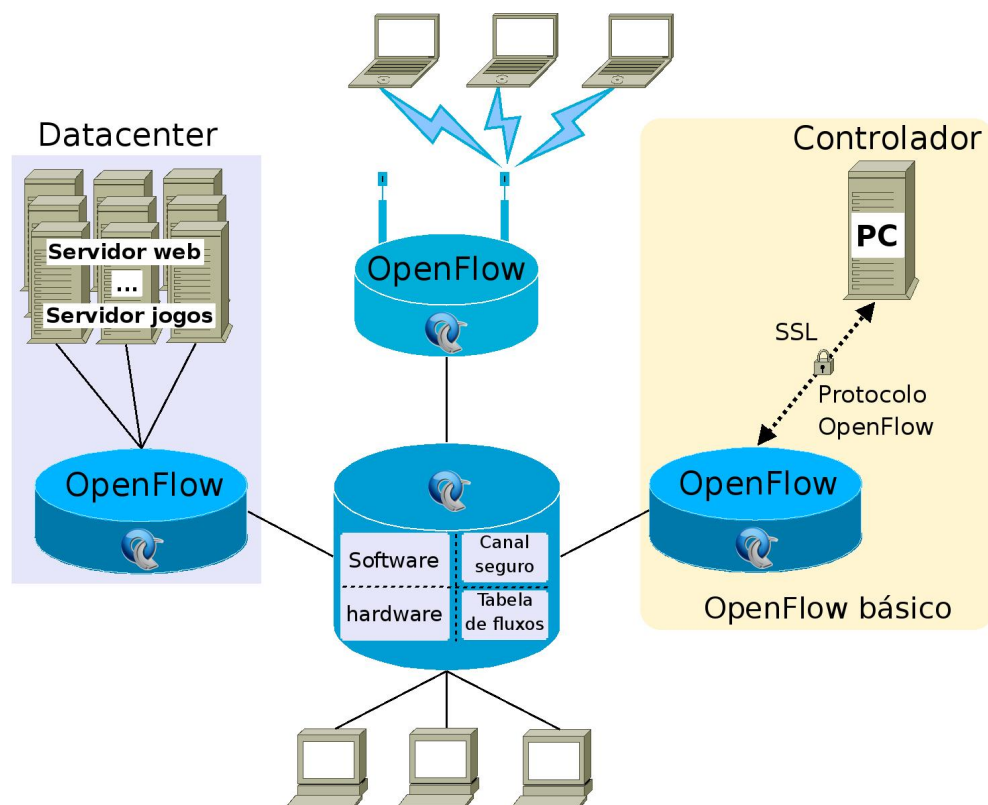 Datacenter
Servidor web
...
Servidor jogos
OpenFlow
OpenFlow
Controlador
PC
SSL
Protocolo
OpenFlow
OpenFlow
OpenFlow básico
Software
hardware
Canal
seguro
Tabela
de fluxos